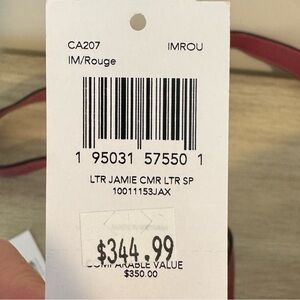 CA207 IMROU
IM/Rouge
1 95031 57550 1
LTR JAMIE CMR LTR SP
10011153JAX
$344.99
COMPARABLE VALUE
$350.00